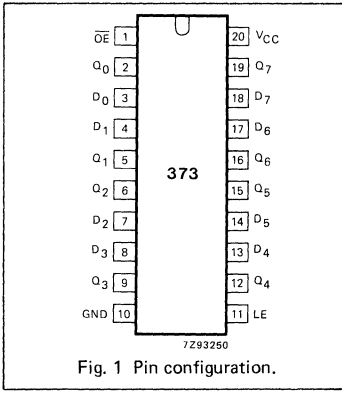 O̅E̅ 1 20 VCC
Q0 2 19 Q7
D0 3 18 D7
D1 4 17 D6
Q1 5 16 Q6
373
Q2 6 15 Q5
D2 7 14 D5
D3 8 13 D4
Q3 9 12 Q4
GND 10 11 LE
7Z93250
Fig. 1 Pin configuration.